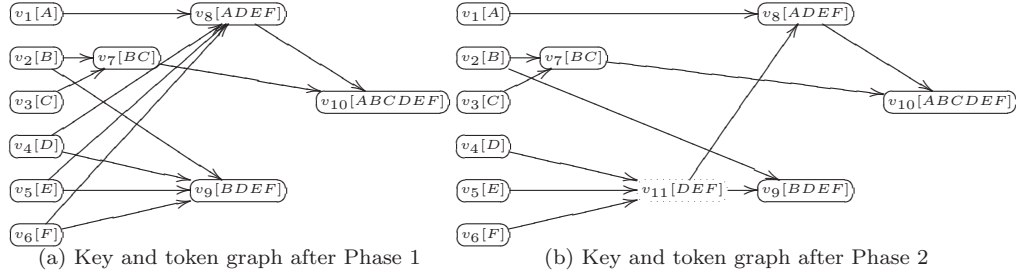 v1[A] v8[ADEF] v1[A] v8[ADEF]
v2[B] v7[BC] v2[B] v7[BC]
v3[C] v10[ABCDEF] v3[C] v10[ABCDEF]
v4[D] v4[D]
v5[E] v9[BDEF] v5[E] v11[DEF] v9[BDEF]
v6[F] v6[F]
(a) Key and token graph after Phase 1 (b) Key and token graph after Phase 2